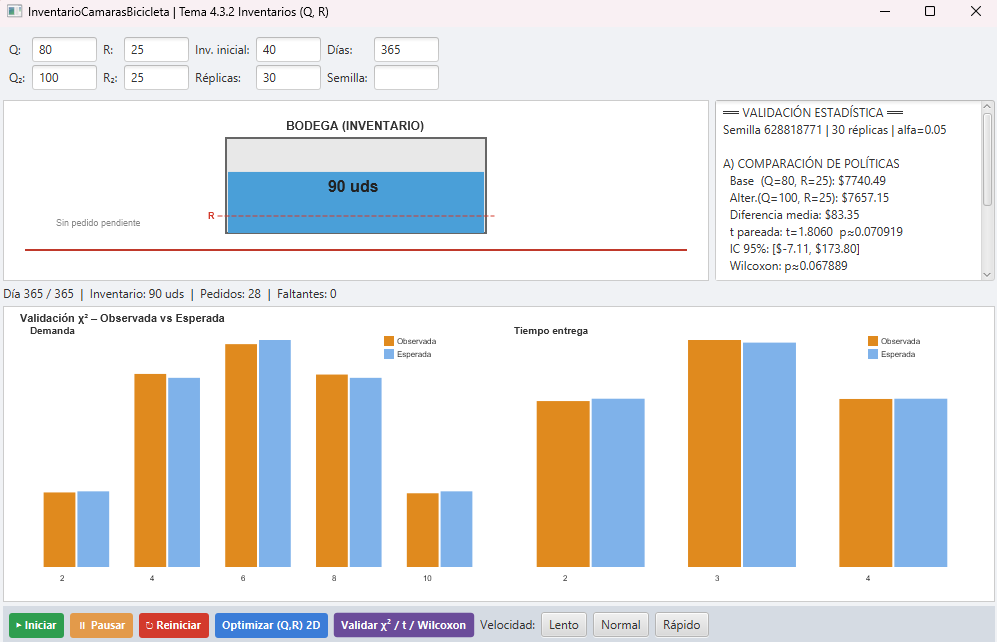 InventarioCamarasBicicleta | Tema 4.3.2 Inventarios (Q, R)
Q: 80 R: 25 Inv. inicial: 40 Días: 365
Q₂: 100 R₂: 25 Réplicas: 30 Semilla:
BODEGA (INVENTARIO)
90 uds
R
Sin pedido pendiente
══ VALIDACIÓN ESTADÍSTICA ══
Semilla 628818771 | 30 réplicas | alfa=0.05
A) COMPARACIÓN DE POLÍTICAS
Base (Q=80, R=25): $7740.49
Alter.(Q=100, R=25): $7657.15
Diferencia media: $83.35
t pareada: t=1.8060 p≈0.070919
IC 95%: [$-7.11, $173.80]
Wilcoxon: p≈0.067889
Día 365 / 365 | Inventario: 90 uds | Pedidos: 28 | Faltantes: 0
Validación χ² – Observada vs Esperada
Demanda
Observada
Esperada
2 4 6 8 10
Tiempo entrega
Observada
Esperada
2 3 4
Iniciar Pausar Reiniciar Optimizar (Q,R) 2D Validar χ² / t / Wilcoxon Velocidad: Lento Normal Rápido